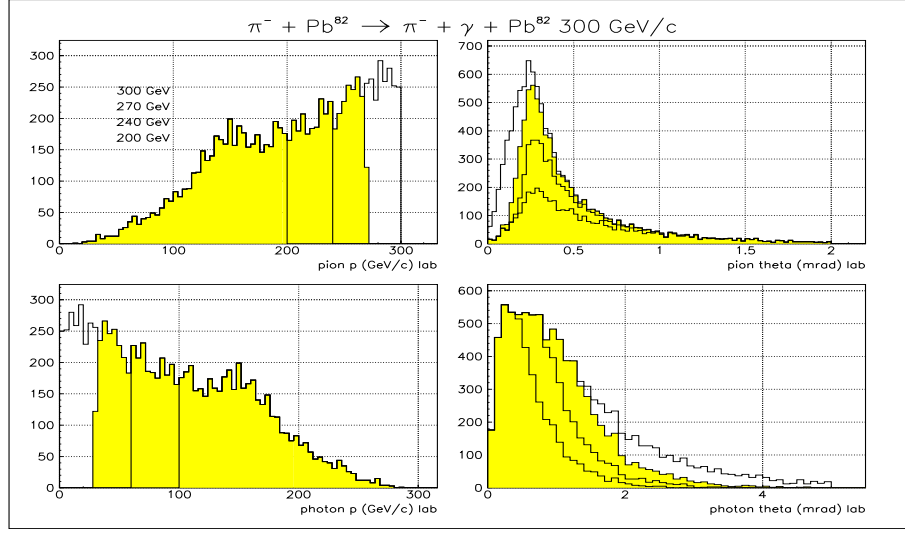 π⁻ + Pb⁸² → π⁻ + γ + Pb⁸² 300 GeV/c
300
250
200
150
100
50
0
300 GeV
270 GeV
240 GeV
200 GeV
0 100 200 300
pion p (GeV/c) lab
700
600
500
400
300
200
100
0
0 0.5 1 1.5 2
pion theta (mrad) lab
300
250
200
150
100
50
0
0 100 200 300
photon p (GeV/c) lab
600
500
400
300
200
100
0
0 2 4
photon theta (mrad) lab